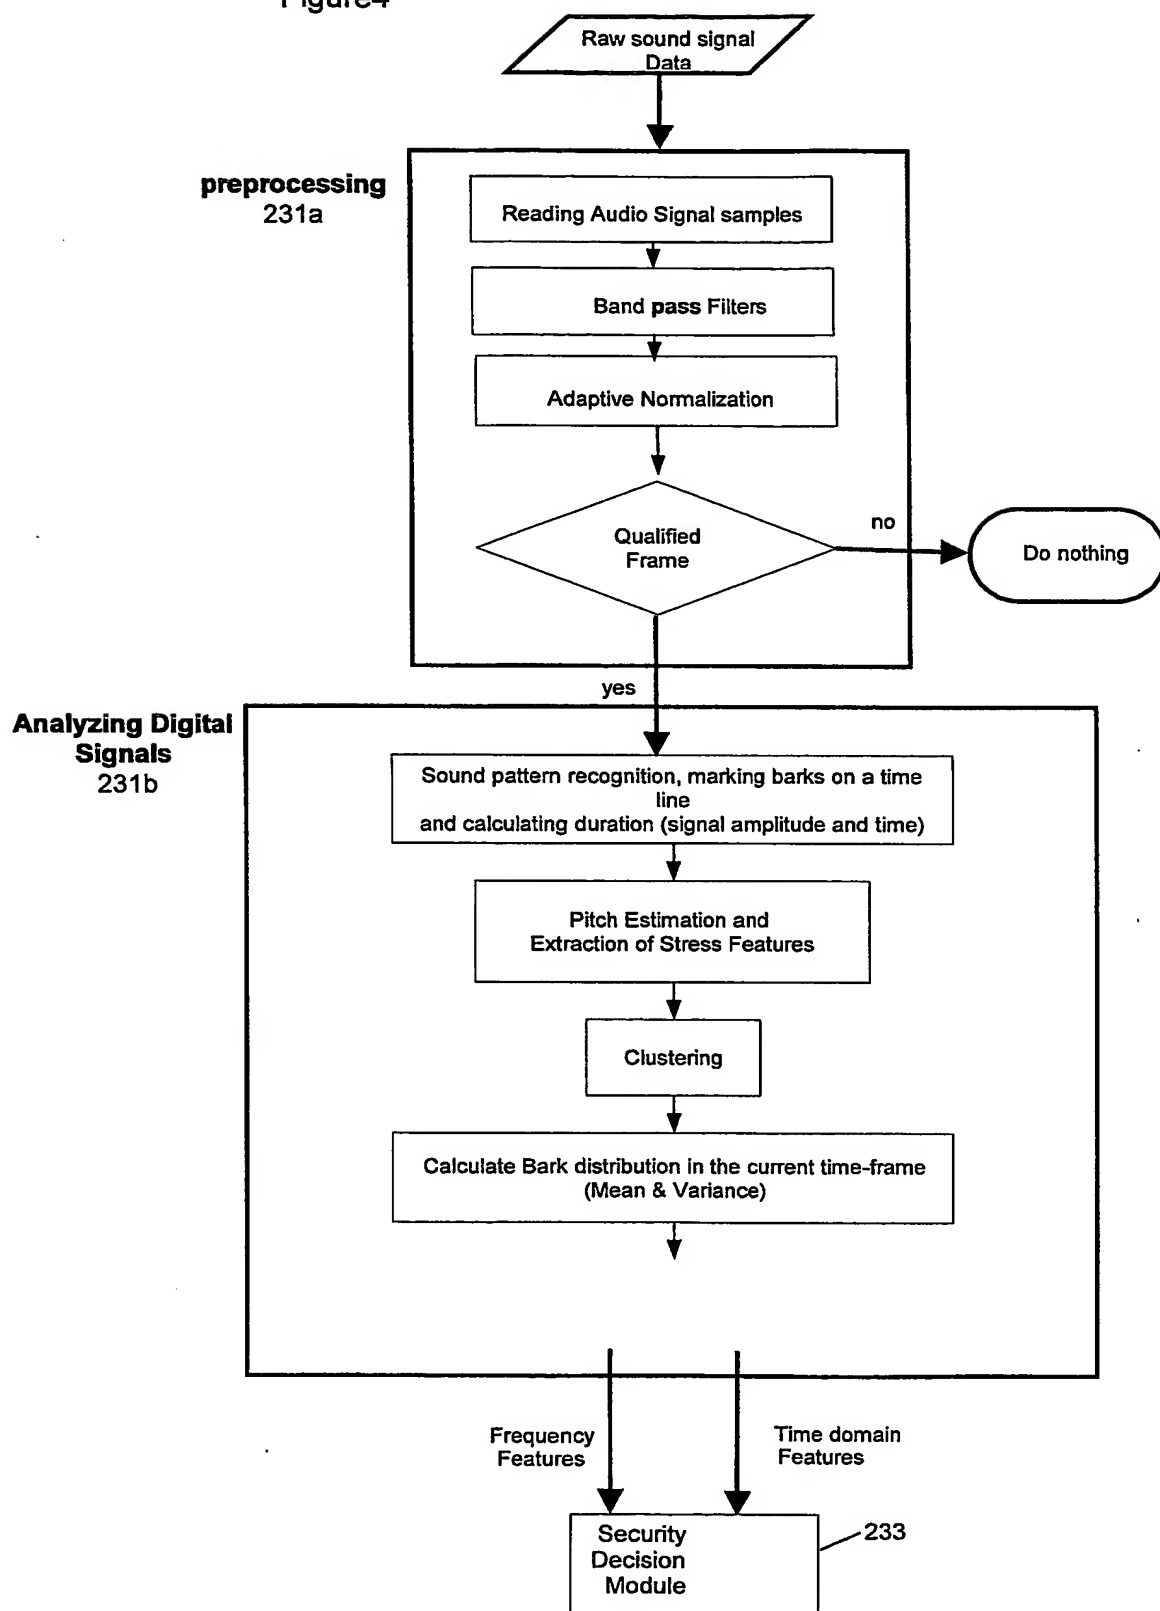 Figure4
Raw sound signal
Data
preprocessing
231a
Reading Audio Signal samples
Band pass Filters
Adaptive Normalization
Qualified
Frame
no
Do nothing
yes
Analyzing Digital
Signals
231b
Sound pattern recognition, marking barks on a time
line
and calculating duration (signal amplitude and time)
Pitch Estimation and
Extraction of Stress Features
Clustering
Calculate Bark distribution in the current time-frame
(Mean & Variance)
Frequency
Features
Time domain
Features
Security
Decision
Module
233